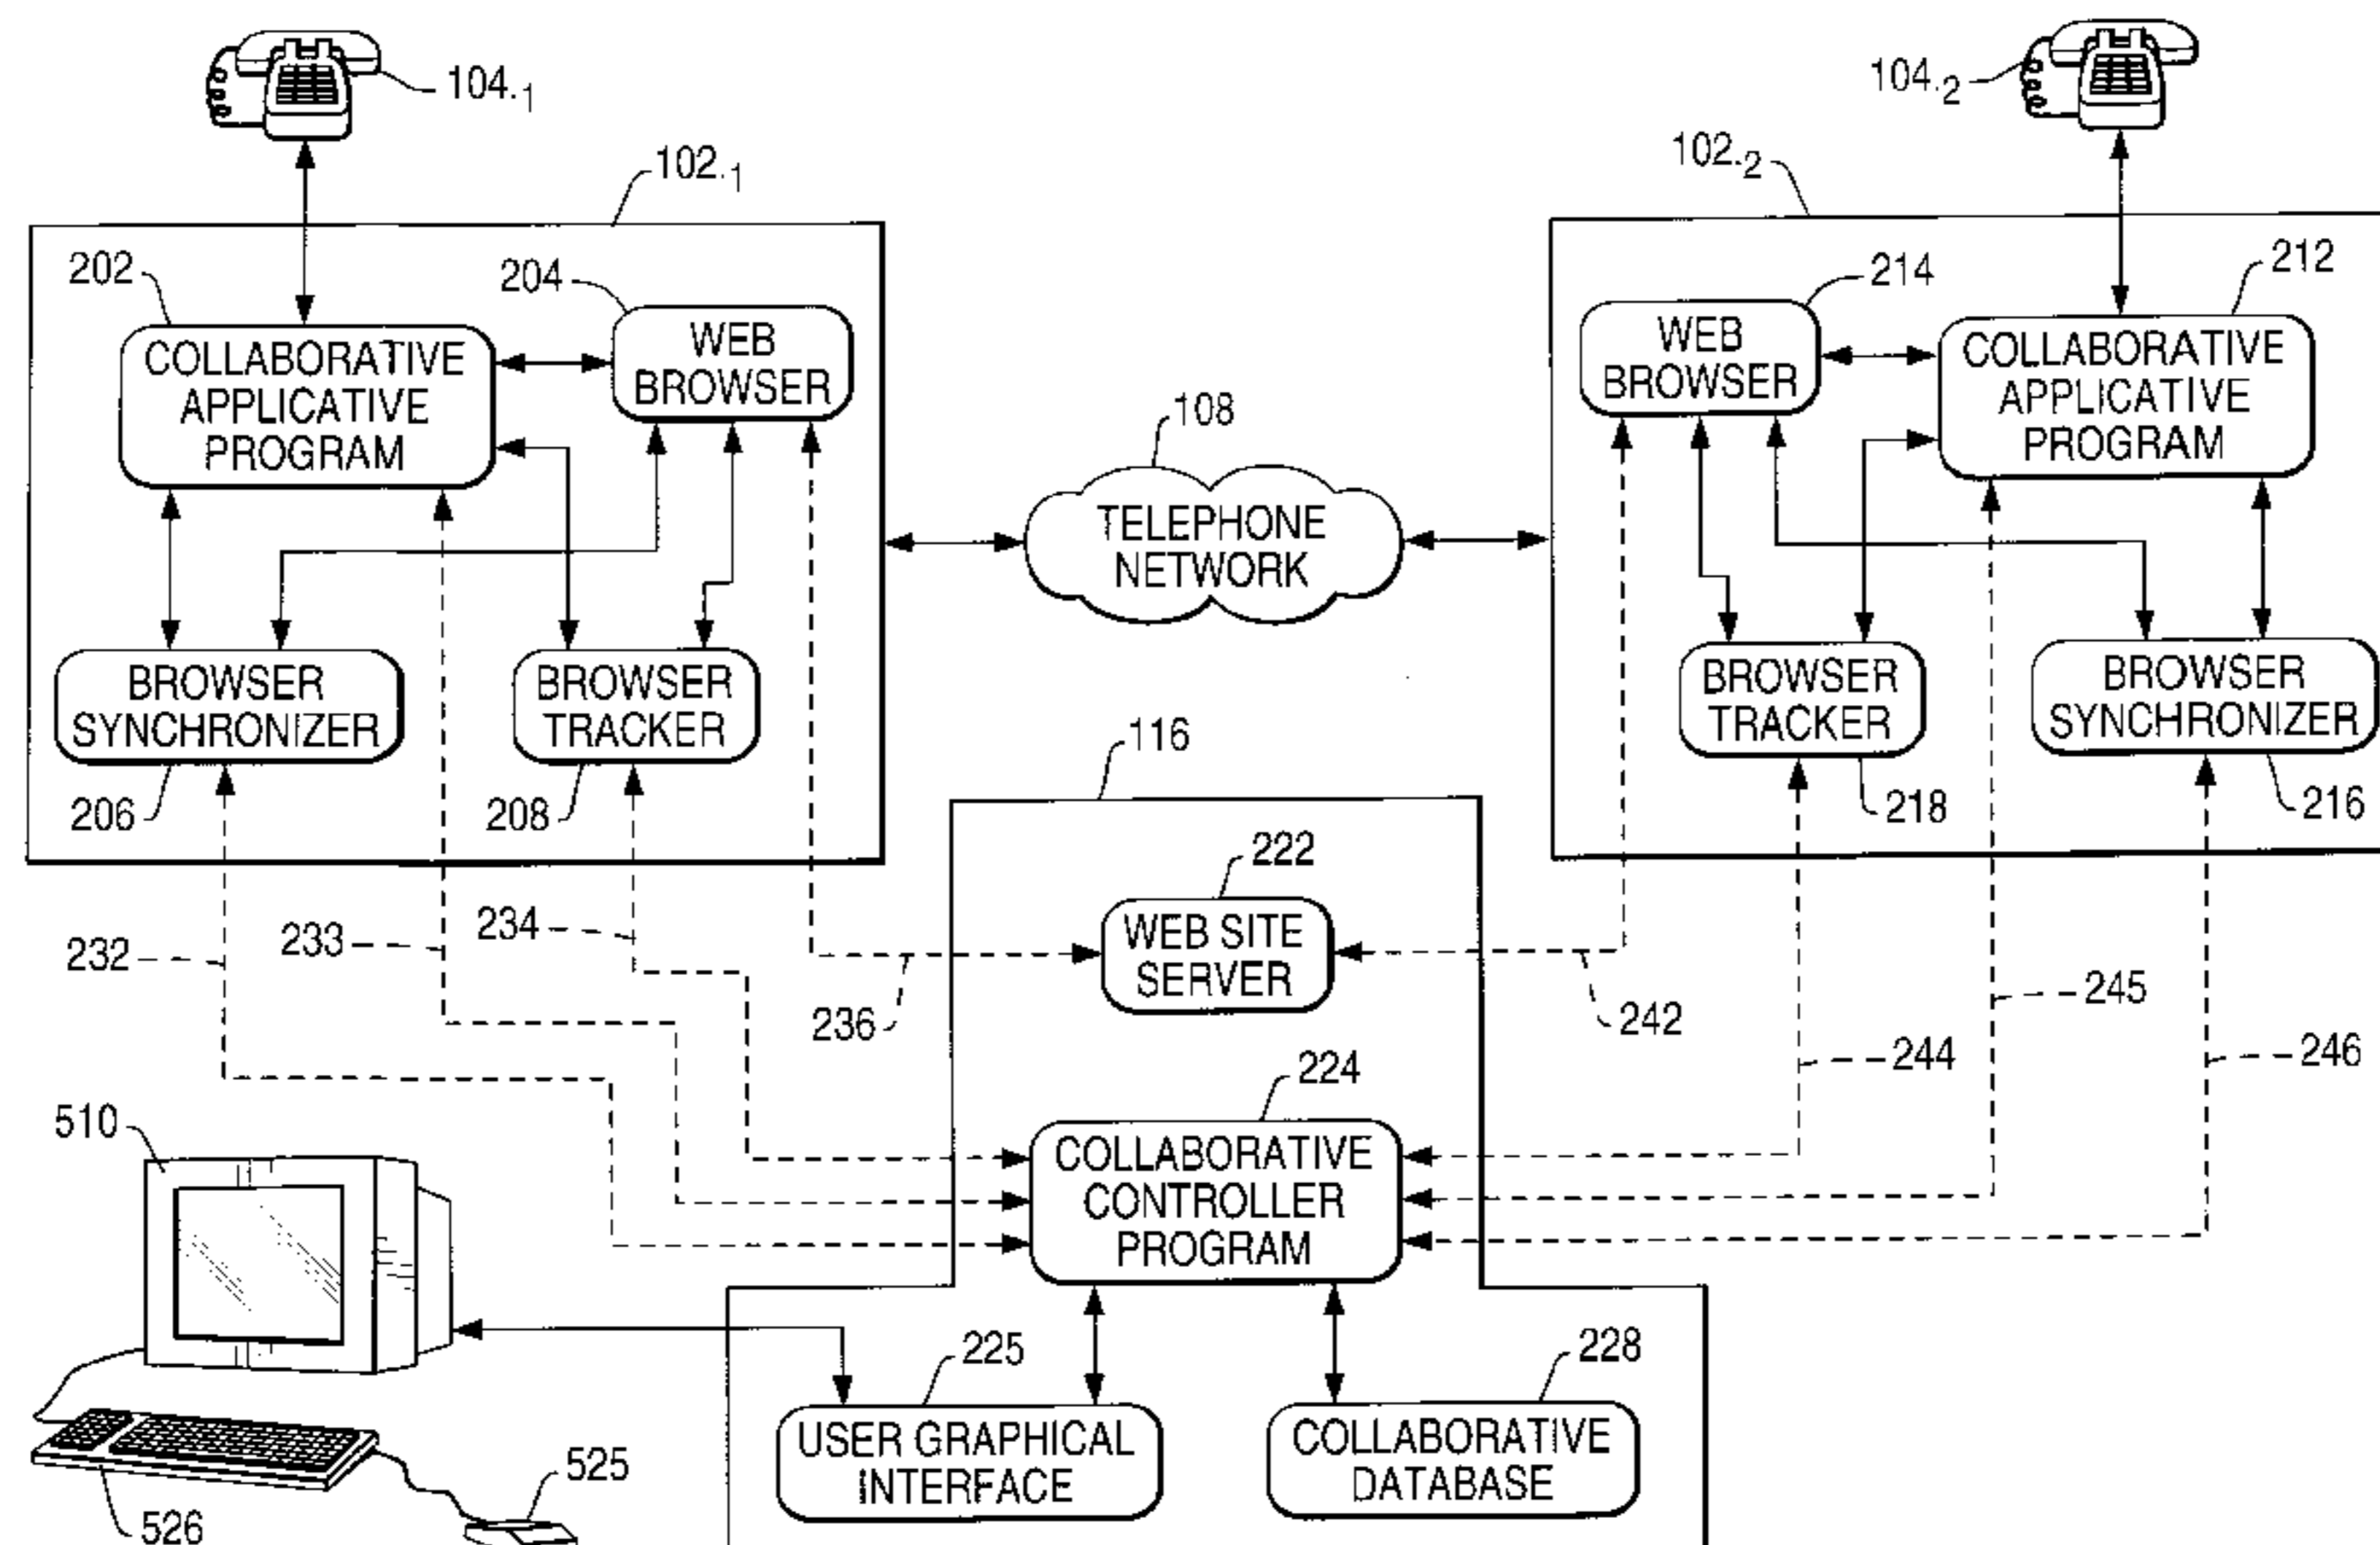 104.1
104.2
102.1
102.2
202
204
214
212
COLLABORATIVE
APPLICATIVE
PROGRAM
WEB
BROWSER
WEB
BROWSER
COLLABORATIVE
APPLICATIVE
PROGRAM
108
TELEPHONE
NETWORK
BROWSER
SYNCHRONIZER
BROWSER
TRACKER
BROWSER
TRACKER
BROWSER
SYNCHRONIZER
206
208
116
218
216
222
WEB SITE
SERVER
232
233
234
236
242
245
244
246
224
COLLABORATIVE
CONTROLLER
PROGRAM
510
225
228
USER GRAPHICAL
INTERFACE
COLLABORATIVE
DATABASE
525
526